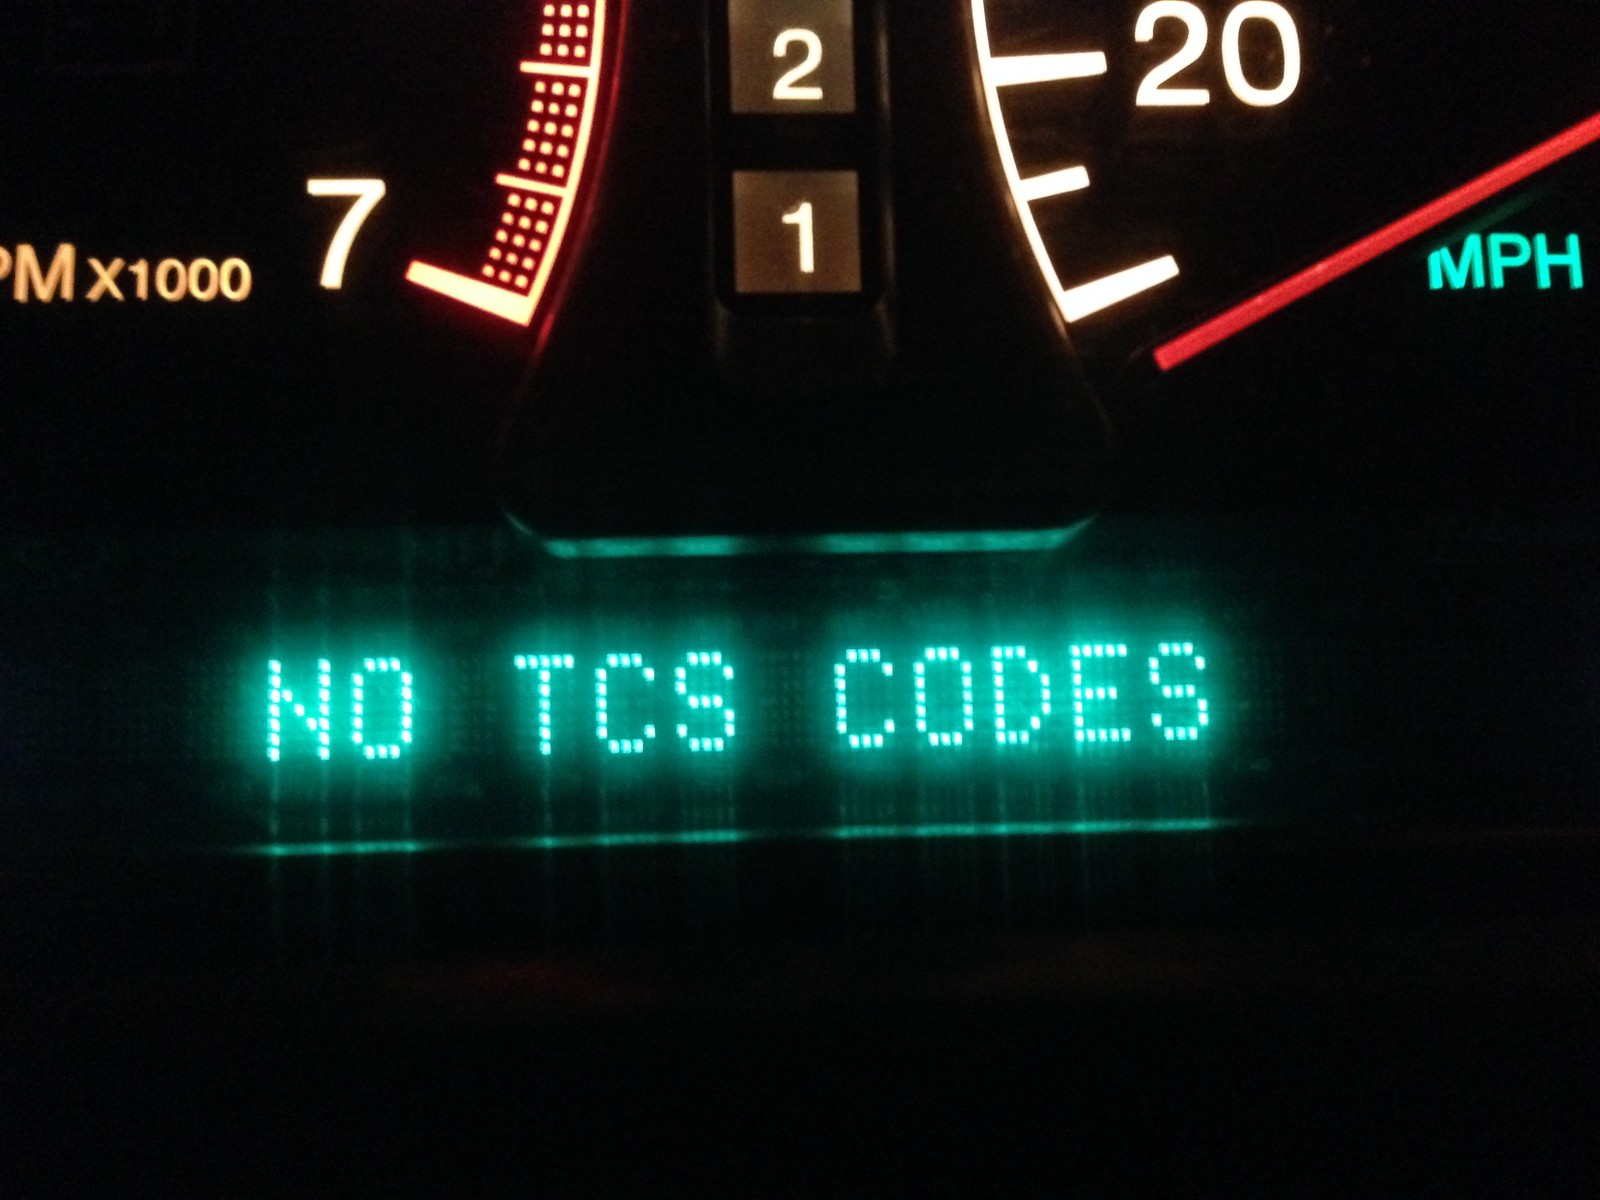 2
20
1
7
PM X1000
MPH
NO TCS CODES